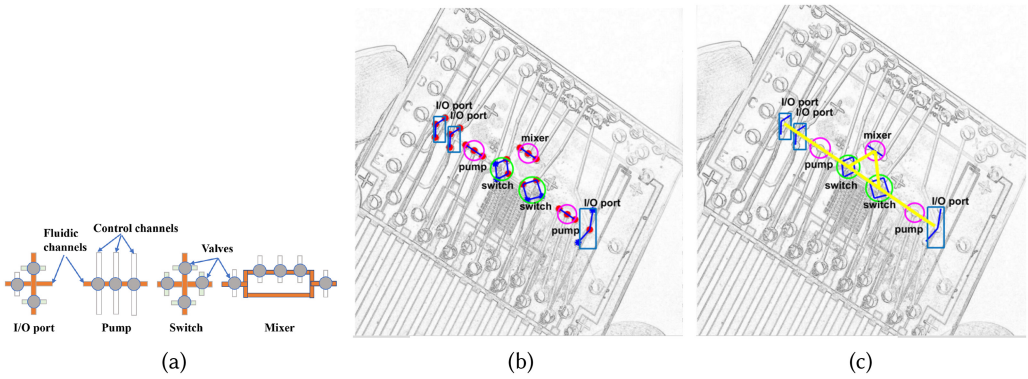 Fluidic
channels
Control channels
Valves
I/O port
Pump
Switch
Mixer
(a)
I/O port
I/O port
mixer
pump
switch
switch
I/O port
pump
(b)
I/O port
I/O port
mixer
pump
switch
switch
I/O port
pump
(c)